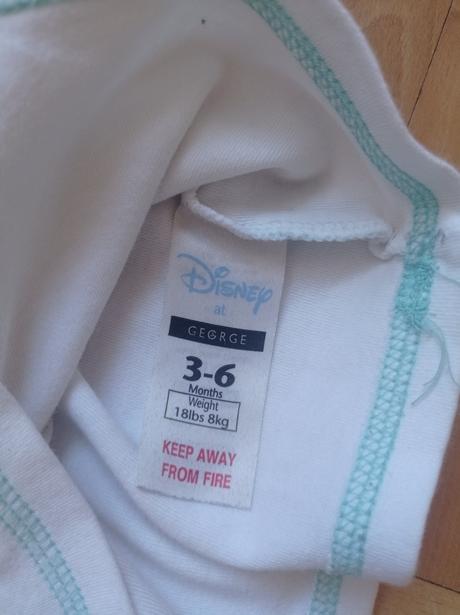 Disney
at
GEORGE
3-6
Months
Weight
18lbs 8kg
KEEP AWAY
FROM FIRE